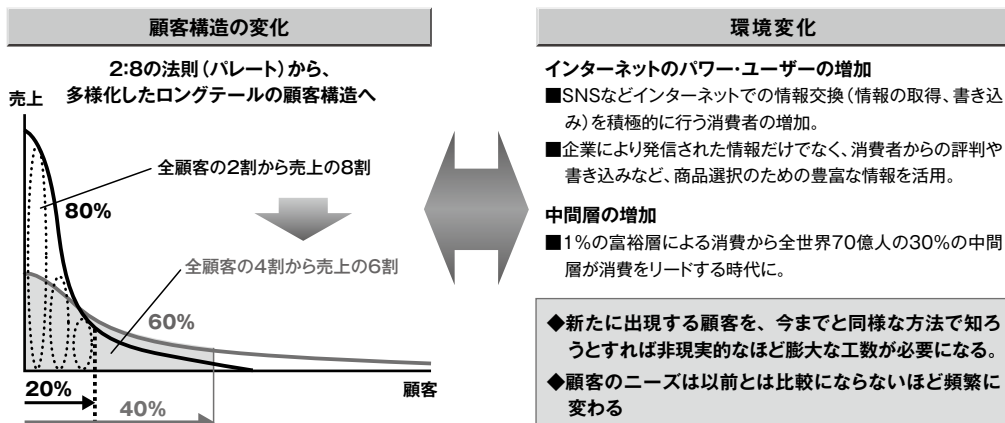 顧客構造の変化
2:8の法則（パレート）から、
多様化したロングテールの顧客構造へ
売上
全顧客の2割から売上の8割
80%
全顧客の4割から売上の6割
60%
顧客
20%
40%
環境変化
インターネットのパワー・ユーザーの増加
■SNSなどインターネットでの情報交換（情報の取得、書き込
み）を積極的に行う消費者の増加。
■企業により発信された情報だけでなく、消費者からの評判や
書き込みなど、商品選択のための豊富な情報を活用。
中間層の増加
■1%の富裕層による消費から全世界70億人の30%の中間
層が消費をリードする時代に。
◆新たに出現する顧客を、今までと同様な方法で知ろ
うとすれば非現実的なほど膨大な工数が必要になる。
◆顧客のニーズは以前とは比較にならないほど頻繁に
変わる